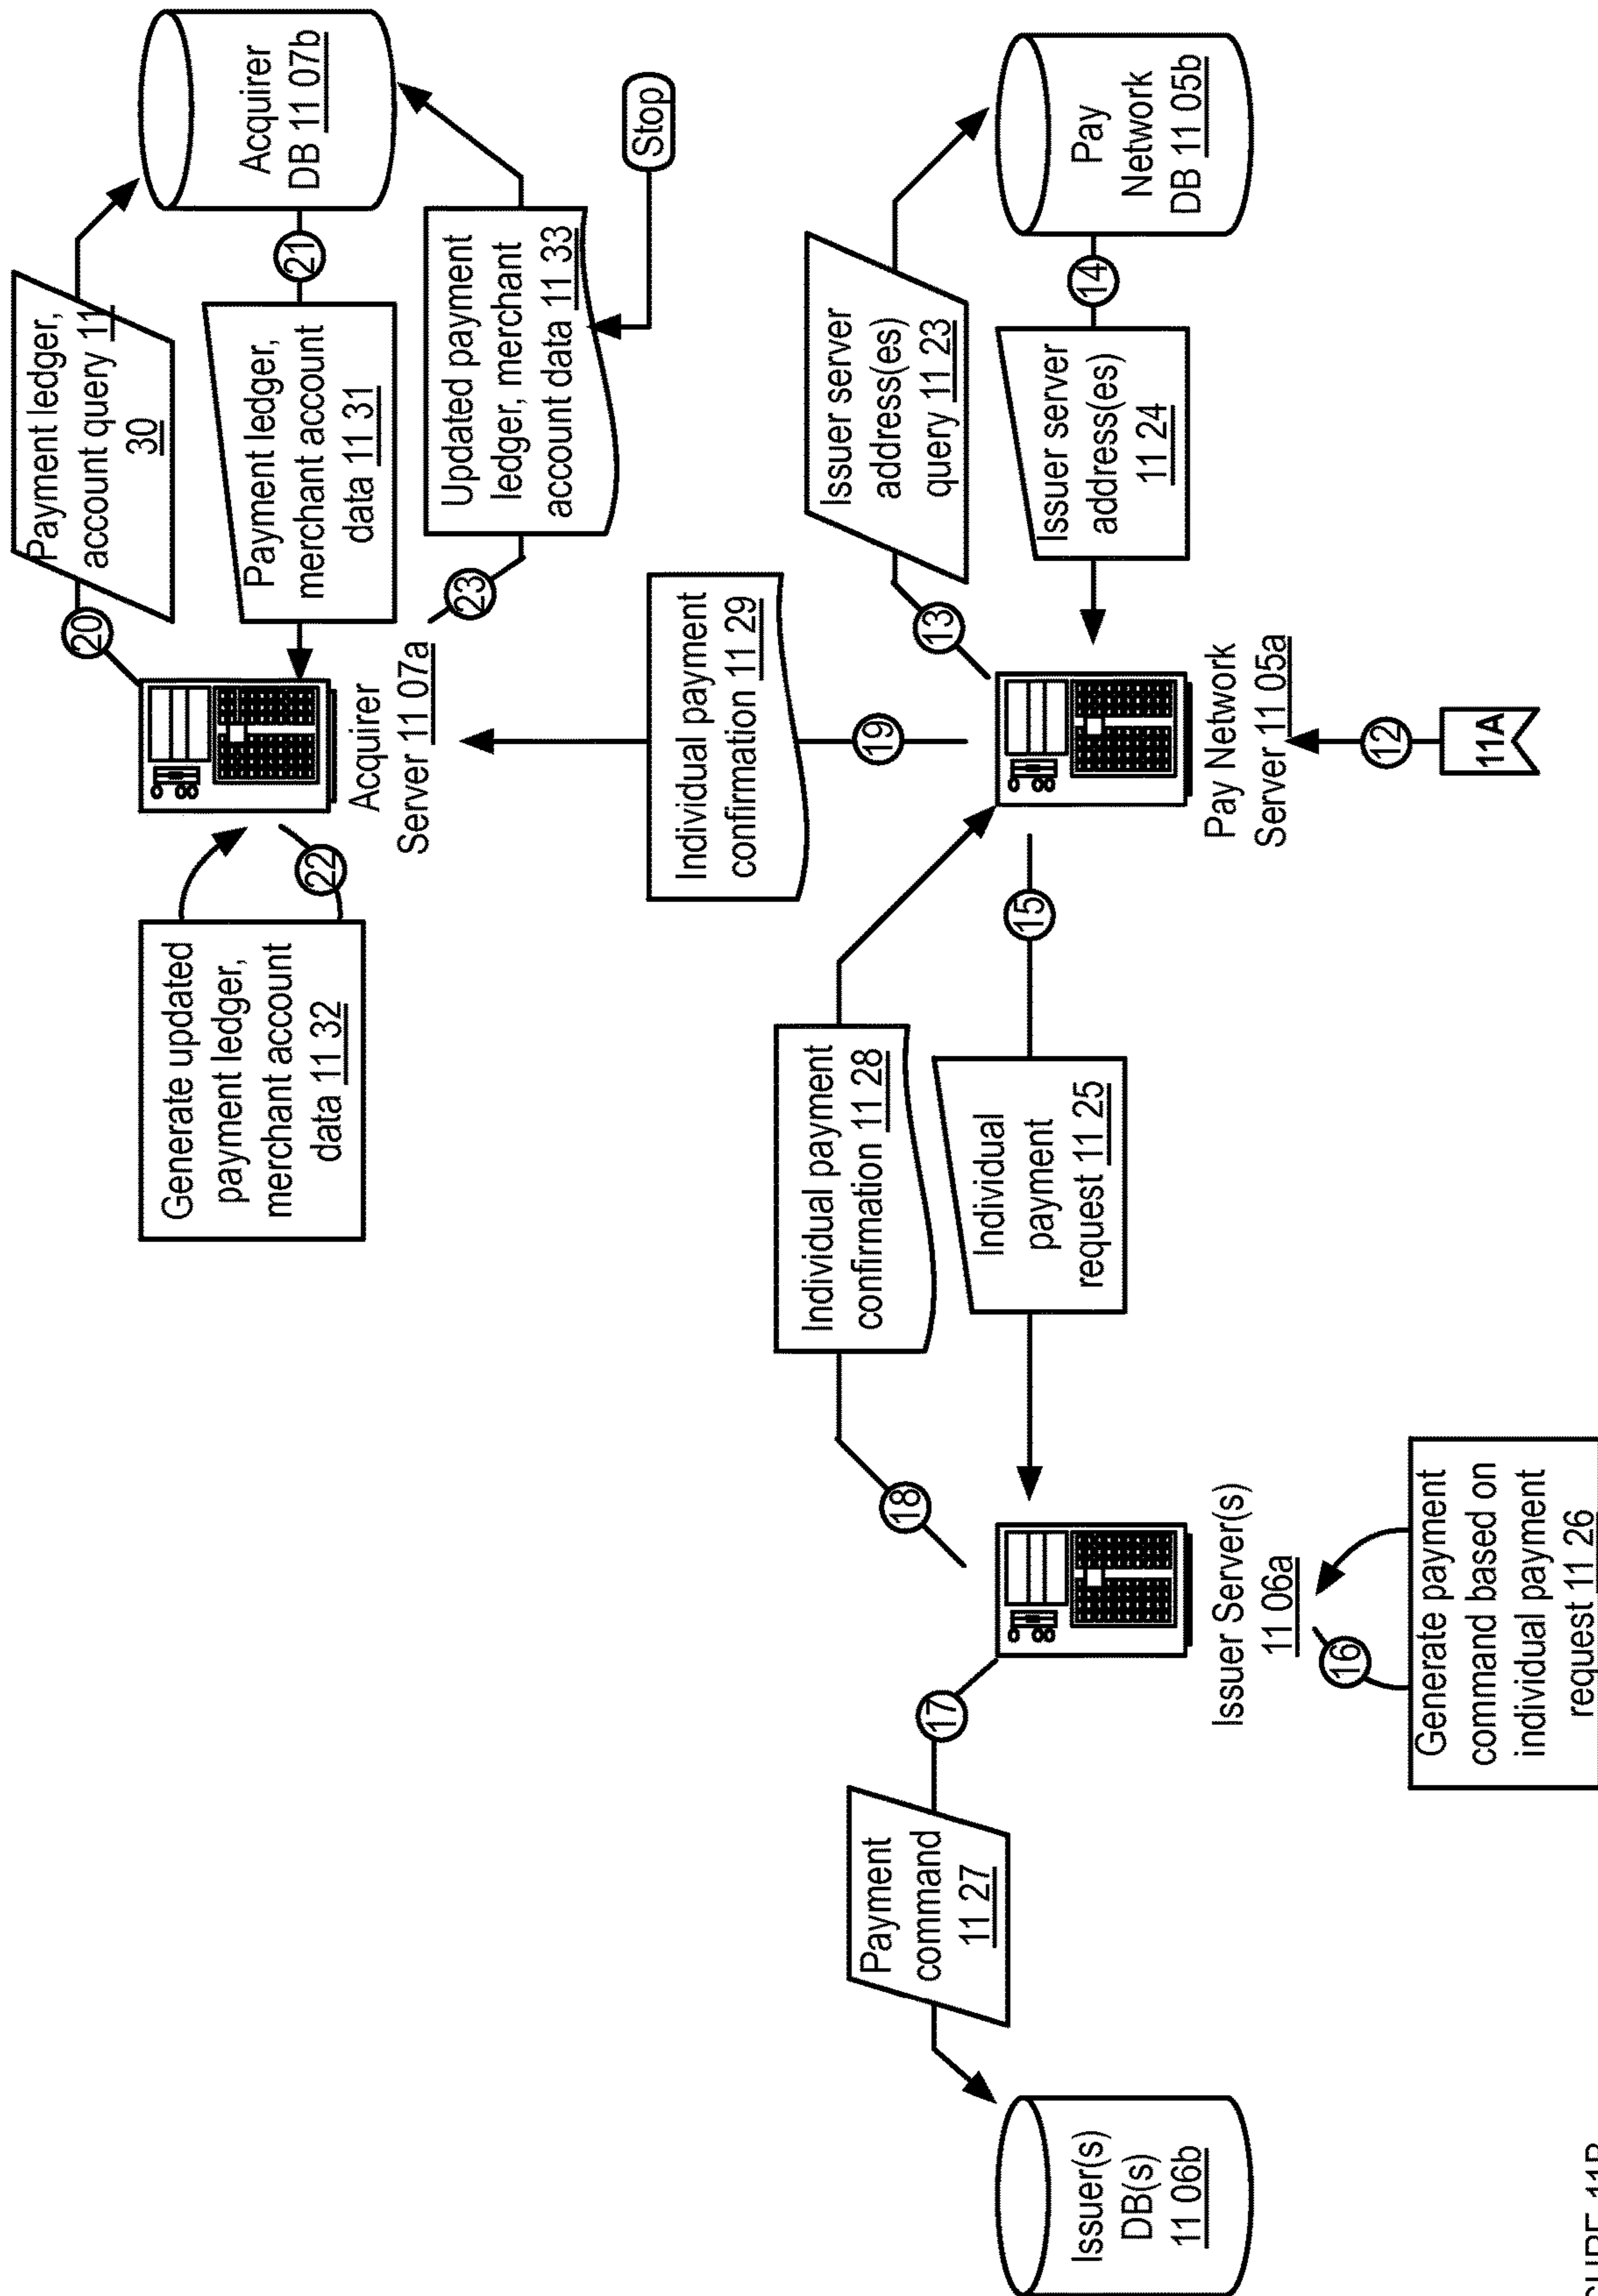 Generate updated
payment ledger,
merchant account
data 11 32
22
Acquirer
Server 11 07a
20
Payment ledger,
account query 11
30
21
Payment ledger,
merchant account
data 11 31
23
Updated payment
ledger, merchant
account data 11 33
Acquirer
DB 11 07b
Stop
Individual payment
confirmation 11 29
19
Issuer(s)
DB(s)
11 06b
Payment
command
11 27
17
Issuer Server(s)
11 06a
16
Generate payment
command based on
individual payment
request 11 26
18
Individual payment
confirmation 11 28
Individual
payment
request 11 25
15
Pay Network
Server 11 05a
12
11A
13
Issuer server
address(es)
query 11 23
14
Issuer server
address(es)
11 24
Pay
Network
DB 11 05b